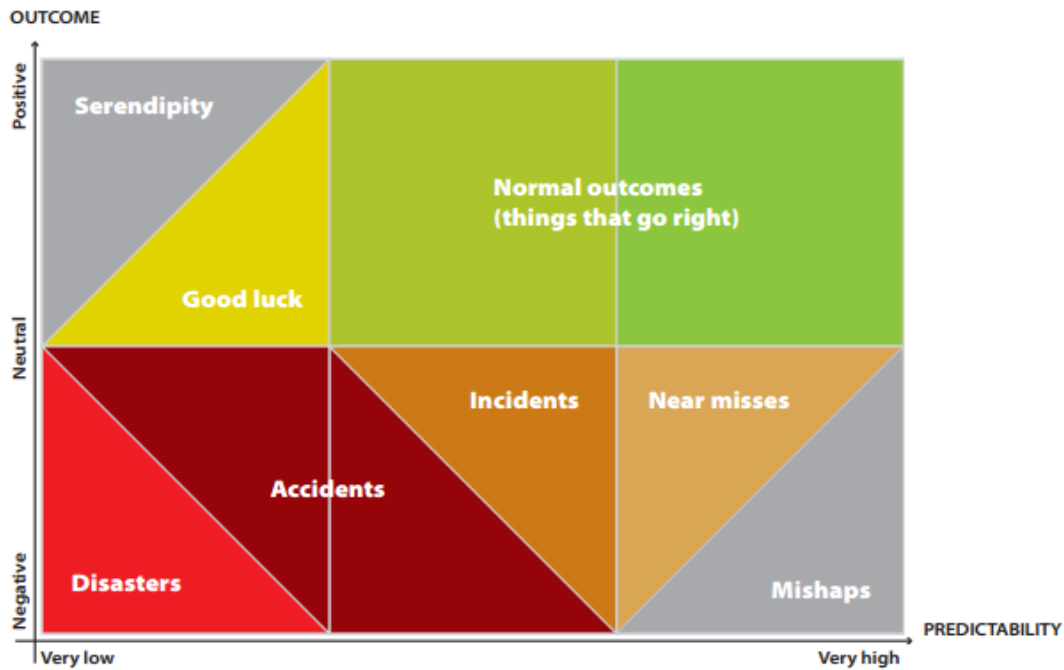 OUTCOME
Positive
Serendipity
Normal outcomes
(things that go right)
Good luck
Neutral
Incidents
Near misses
Accidents
Negative
Disasters
Mishaps
PREDICTABILITY
Very low
Very high